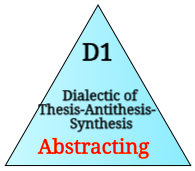 D1
Dialectic of
Thesis-Antithesis-
Synthesis
Abstracting